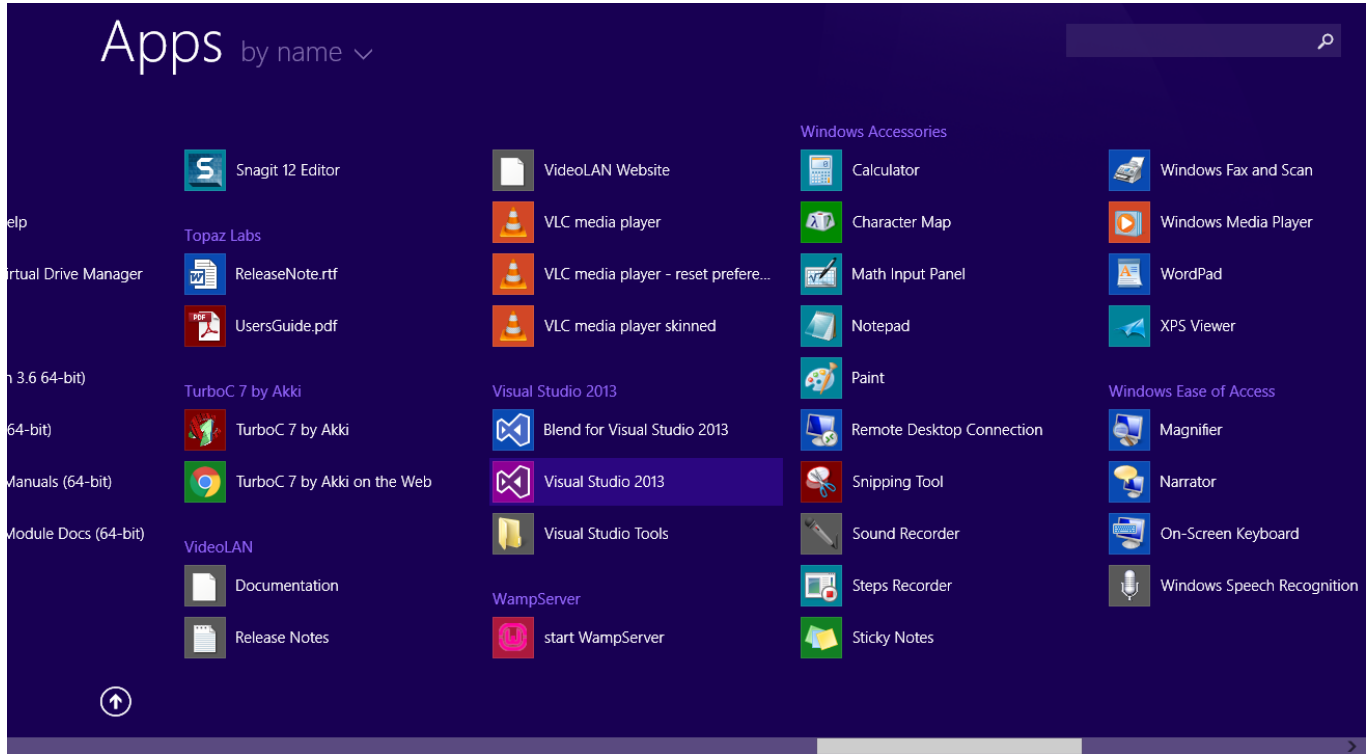 Apps by name
elp
irtual Drive Manager
n 3.6 64-bit)
64-bit)
Manuals (64-bit)
Module Docs (64-bit)
Snagit 12 Editor
Topaz Labs
ReleaseNote.rtf
UsersGuide.pdf
TurboC 7 by Akki
TurboC 7 by Akki
TurboC 7 by Akki on the Web
VideoLAN
Documentation
Release Notes
VideoLAN Website
VLC media player
VLC media player - reset prefere...
VLC media player skinned
Visual Studio 2013
Blend for Visual Studio 2013
Visual Studio 2013
Visual Studio Tools
WampServer
start WampServer
Windows Accessories
Calculator
Character Map
Math Input Panel
Notepad
Paint
Remote Desktop Connection
Snipping Tool
Sound Recorder
Steps Recorder
Sticky Notes
Windows Fax and Scan
Windows Media Player
WordPad
XPS Viewer
Windows Ease of Access
Magnifier
Narrator
On-Screen Keyboard
Windows Speech Recognition